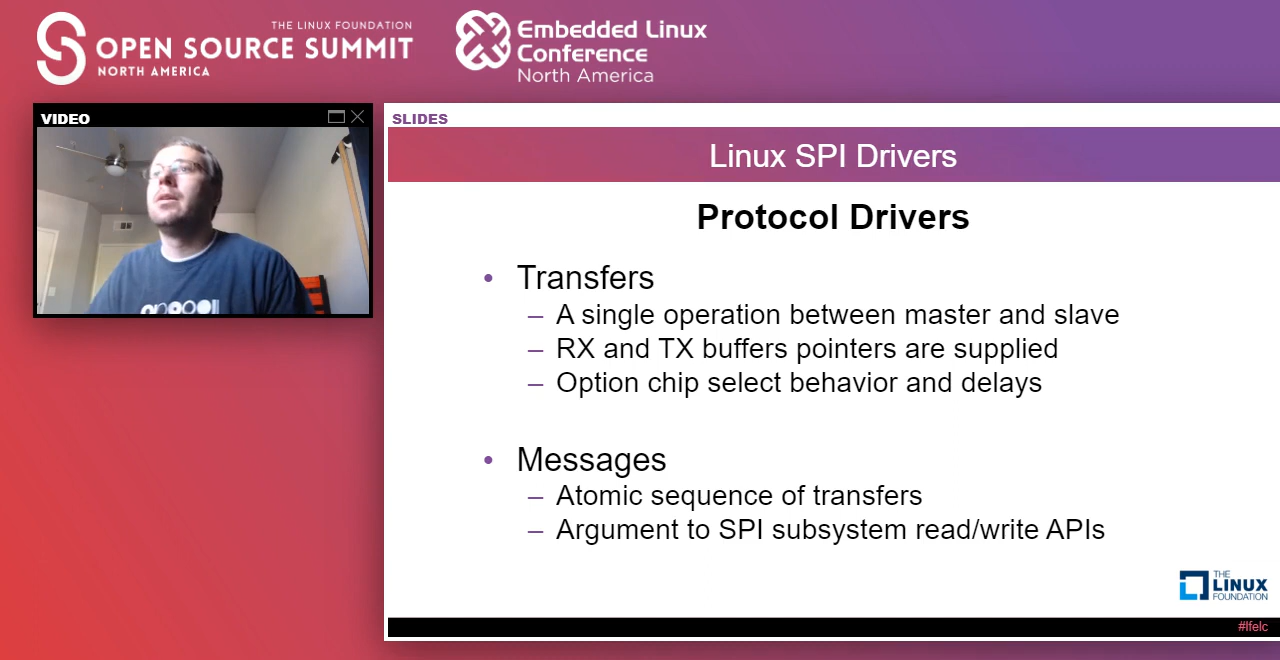 THE LINUX FOUNDATION
OPEN SOURCE SUMMIT
NORTH AMERICA
Embedded Linux
Conference
North America
VIDEO
SLIDES
Linux SPI Drivers
Protocol Drivers
• Transfers
– A single operation between master and slave
– RX and TX buffers pointers are supplied
– Option chip select behavior and delays
• Messages
– Atomic sequence of transfers
– Argument to SPI subsystem read/write APIs
THE
LINUX
FOUNDATION
#lfelc